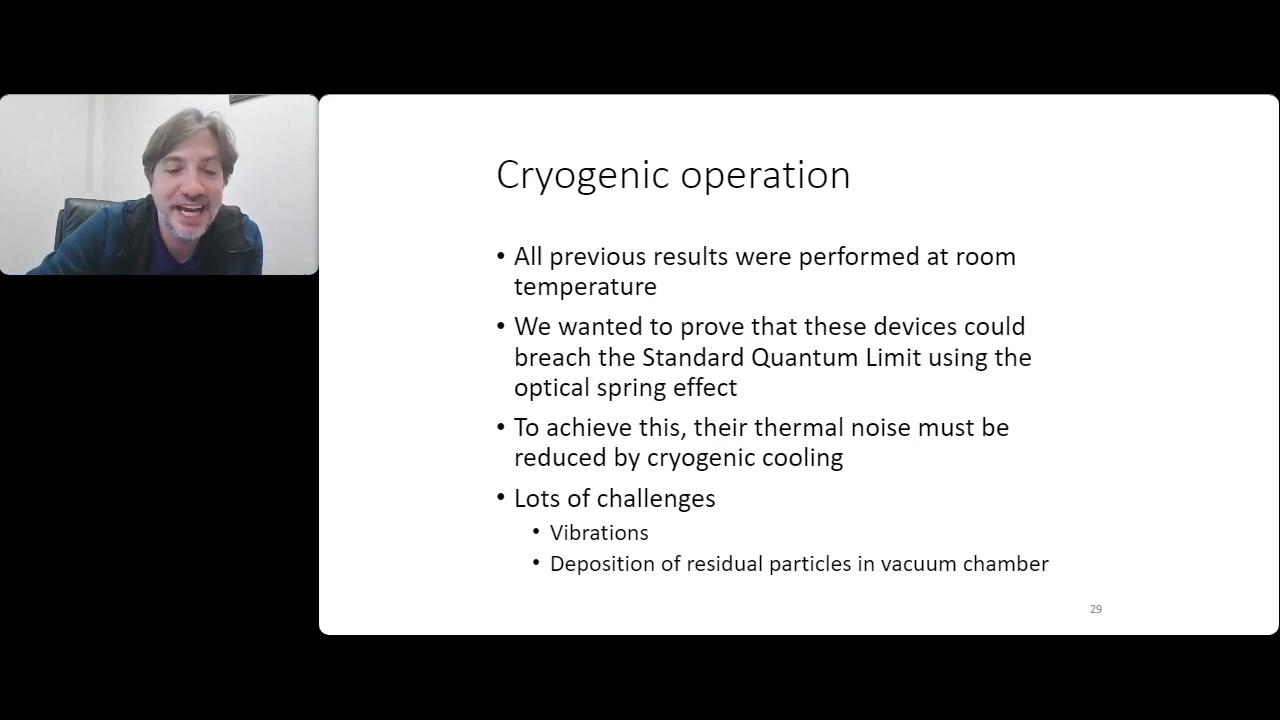 Cryogenic operation
• All previous results were performed at room
temperature
• We wanted to prove that these devices could
breach the Standard Quantum Limit using the
optical spring effect
• To achieve this, their thermal noise must be
reduced by cryogenic cooling
• Lots of challenges
• Vibrations
• Deposition of residual particles in vacuum chamber
29